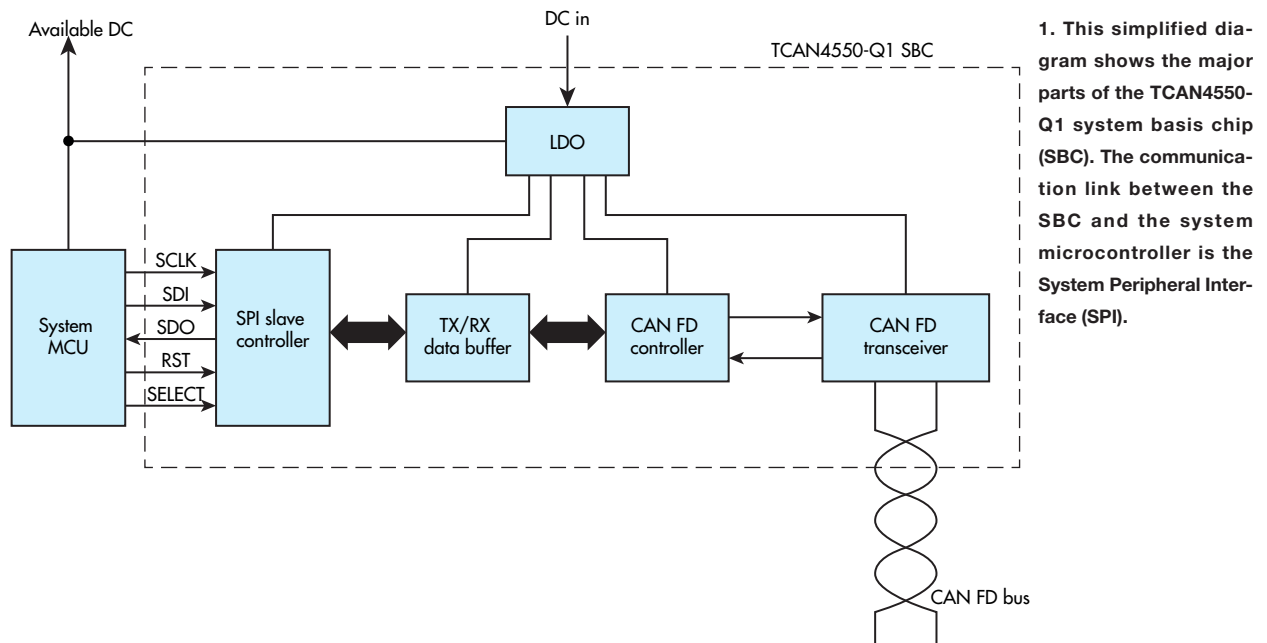 Available DC
DC in
TCAN4550-Q1 SBC
LDO
System
MCU
SCLK
SDI
SDO
RST
SELECT
SPI slave
controller
TX/RX
data buffer
CAN FD
controller
CAN FD
transceiver
CAN FD bus
1. This simplified dia-
gram shows the major
parts of the TCAN4550-
Q1 system basis chip
(SBC). The communica-
tion link between the
SBC and the system
microcontroller is the
System Peripheral Inter-
face (SPI).